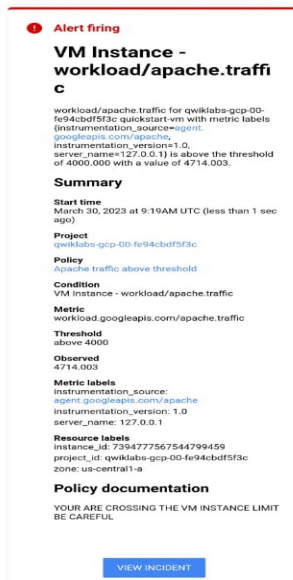 Alert firing
VM Instance -
workload/apache.traffi
c
workload/apache.traffic for qwiklabs-gcp-00-
fe94cbdf5f3c quickstart-vm with metric labels
{instrumentation_source=agent.
googleapis.com/apache,
instrumentation_version=1.0,
server_name=127.0.0.1} is above the threshold
of 4000.000 with a value of 4714.003.
Summary
Start time
March 30, 2023 at 9:19AM UTC (less than 1 sec
ago)
Project
qwiklabs-gcp-00-fe94cbdf5f3c
Policy
Apache traffic above threshold
Condition
VM Instance - workload/apache.traffic
Metric
workload.googleapis.com/apache.traffic
Threshold
above 4000
Observed
4714.003
Metric labels
instrumentation_source:
agent.googleapis.com/apache
instrumentation_version: 1.0
server_name: 127.0.0.1
Resource labels
instance_id: 7394777567544799459
project_id: qwiklabs-gcp-00-fe94cbdf5f3c
zone: us-central1-a
Policy documentation
YOUR ARE CROSSING THE VM INSTANCE LIMIT
BE CAREFUL
VIEW INCIDENT